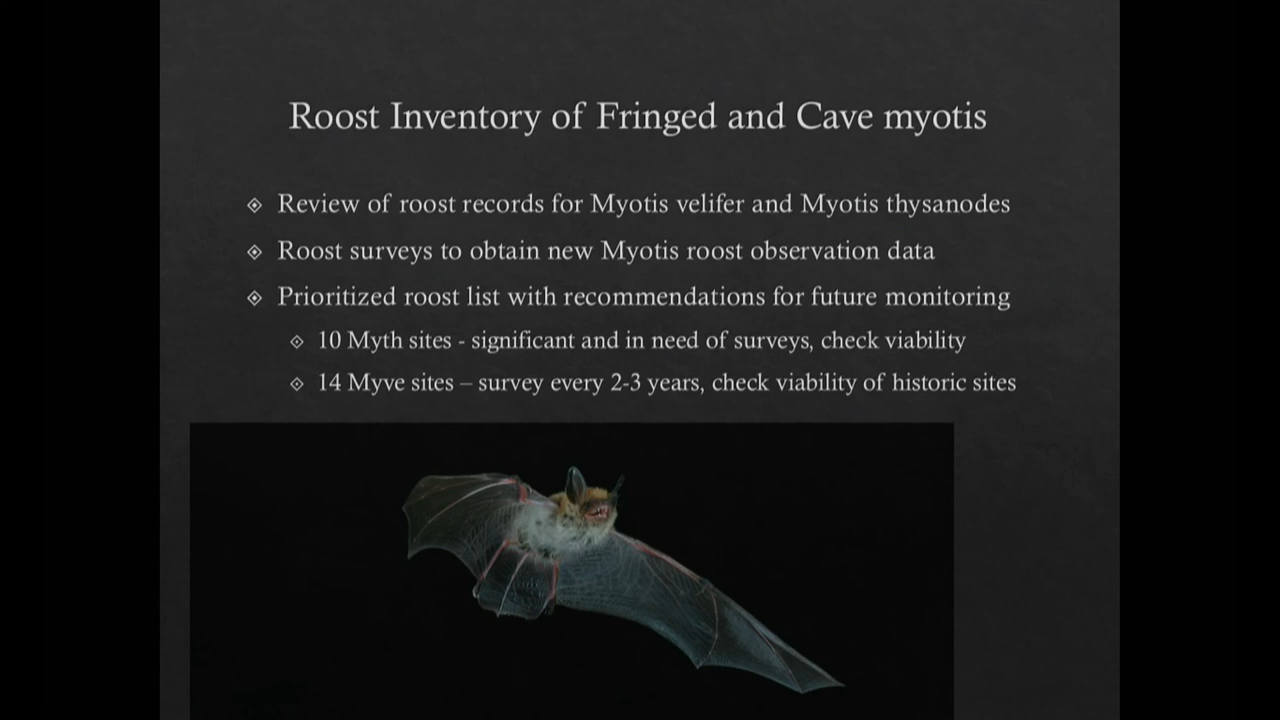 Roost Inventory of Fringed and Cave myotis
Review of roost records for Myotis velifer and Myotis thysanodes
Roost surveys to obtain new Myotis roost observation data
Prioritized roost list with recommendations for future monitoring
10 Myth sites - significant and in need of surveys, check viability
14 Myve sites – survey every 2-3 years, check viability of historic sites